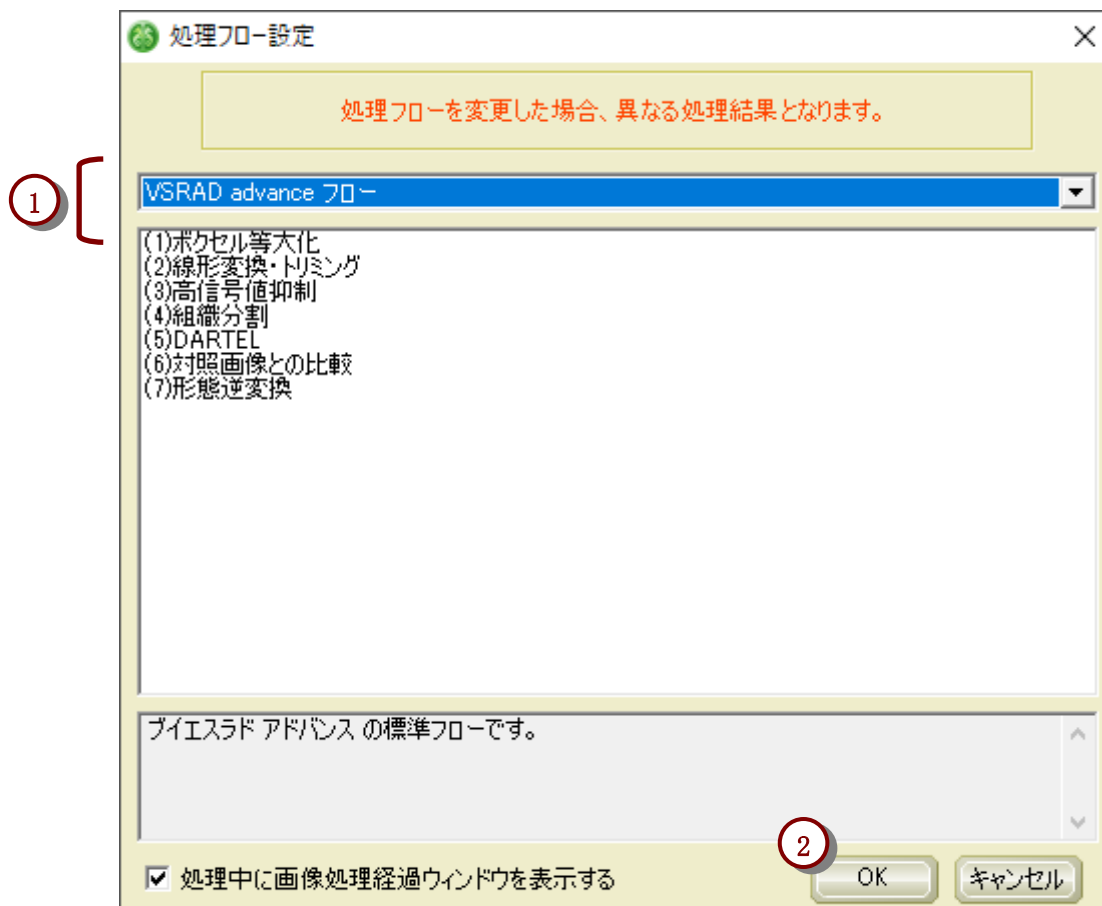 処理フロー設定
処理フローを変更した場合、異なる処理結果となります。
1
VSRAD advance フロー
(1)ボクセル等大化
(2)線形変換・トリミング
(3)高信号値抑制
(4)組織分割
(5)DARTEL
(6)対照画像との比較
(7)形態逆変換
ブイエスラド アドバンス の標準フローです。
2
処理中に画像処理経過ウィンドウを表示する
OK
キャンセル